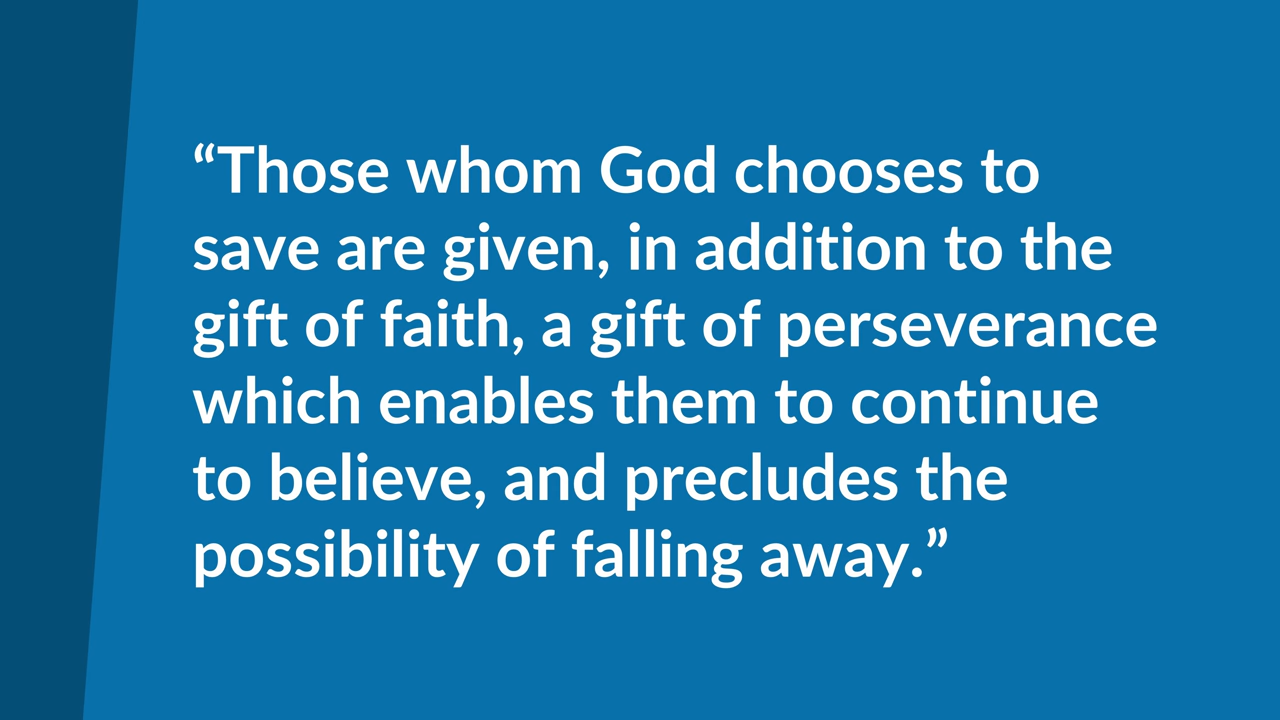 “Those whom God chooses to
save are given, in addition to the
gift of faith, a gift of perseverance
which enables them to continue
to believe, and precludes the
possibility of falling away.”